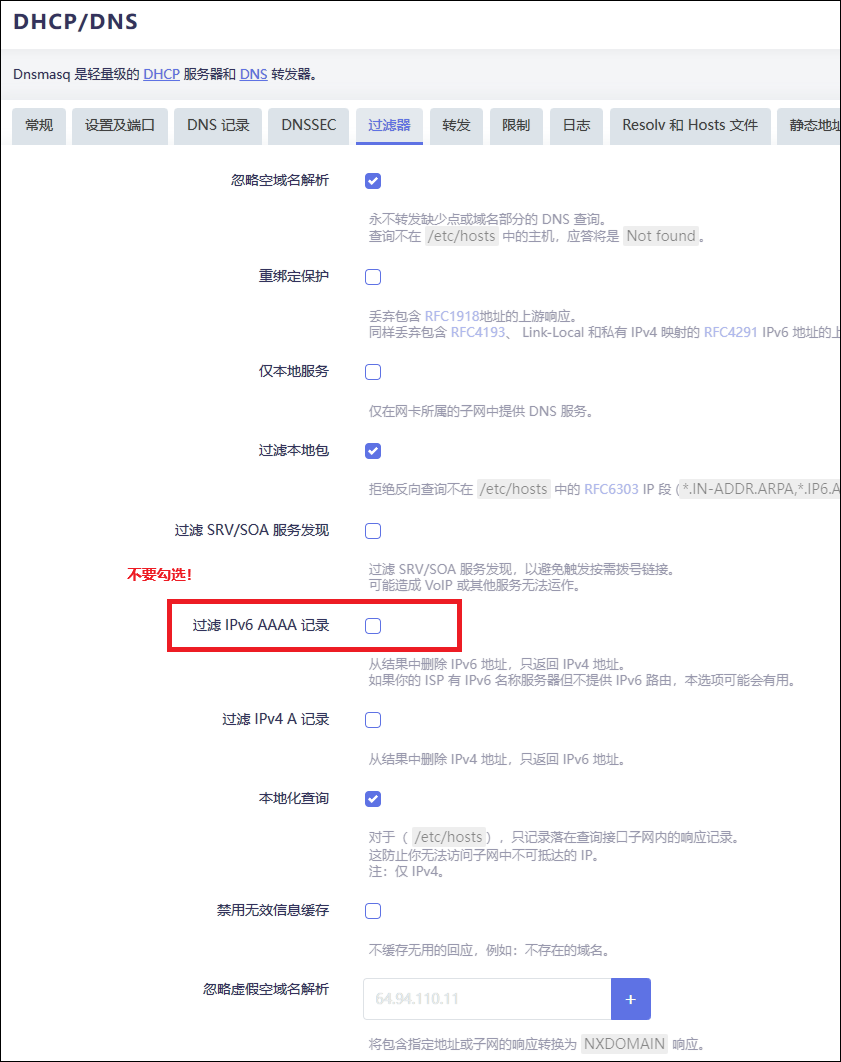 DHCP/DNS
Dnsmasq 是轻量级的 DHCP 服务器和 DNS 转发器。
常规 设置及端口 DNS 记录 DNSSEC 过滤器 转发 限制 日志 Resolv 和 Hosts 文件 静态地址
忽略空域名解析
永不转发缺少点或域名部分的 DNS 查询。
查询不在 /etc/hosts 中的主机，应答将是 Not found 。
重绑定保护
丢弃包含 RFC1918地址的上游响应。
同样丢弃包含 RFC4193、 Link-Local 和私有 IPv4 映射的 RFC4291 IPv6 地址的上
仅本地服务
仅在网卡所属的子网中提供 DNS 服务。
过滤本地包
拒绝反向查询不在 /etc/hosts 中的 RFC6303 IP 段 (*.IN-ADDR.ARPA,*.IP6.A
过滤 SRV/SOA 服务发现
过滤 SRV/SOA 服务发现，以避免触发按需拨号链接。
不要勾选！
可能造成 VoIP 或其他服务无法运作。
过滤 IPv6 AAAA 记录
从结果中删除 IPv6 地址，只返回 IPv4 地址。
如果你的 ISP 有 IPv6 名称服务器但不提供 IPv6 路由，本选项可能会有用。
过滤 IPv4 A 记录
从结果中删除 IPv4 地址，只返回 IPv6 地址。
本地化查询
对于（ /etc/hosts ），只记录落在查询接口子网内的响应记录。
这防止你无法访问子网中不可抵达的 IP。
注：仅 IPv4。
禁用无效信息缓存
不缓存无用的回应，例如：不存在的域名。
忽略虚假空域名解析
64.94.110.11 +
将包含指定地址或子网的响应转换为 NXDOMAIN 响应。